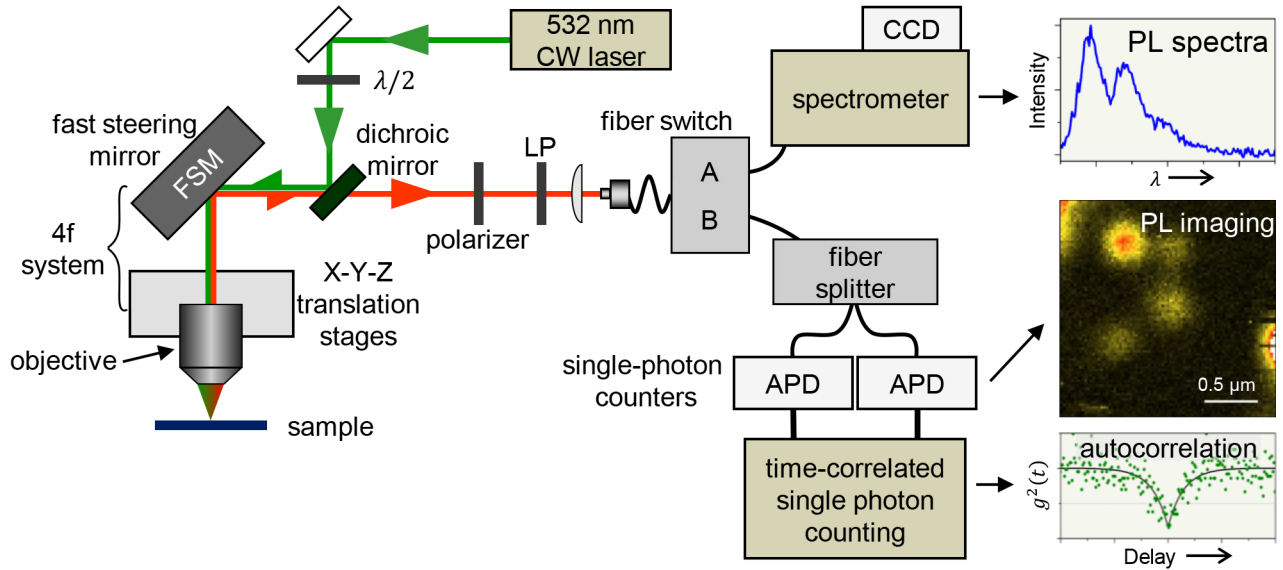 532 nm
CW laser
λ/2
fast steering
mirror
FSM
dichroic
mirror
LP
polarizer
4f
system
X-Y-Z
translation
stages
objective
sample
fiber switch
A
B
CCD
spectrometer
fiber
splitter
single-photon
counters
APD
APD
time-correlated
single photon
counting
PL spectra
Intensity
λ
PL imaging
0.5 μm
autocorrelation
g²(t)
Delay